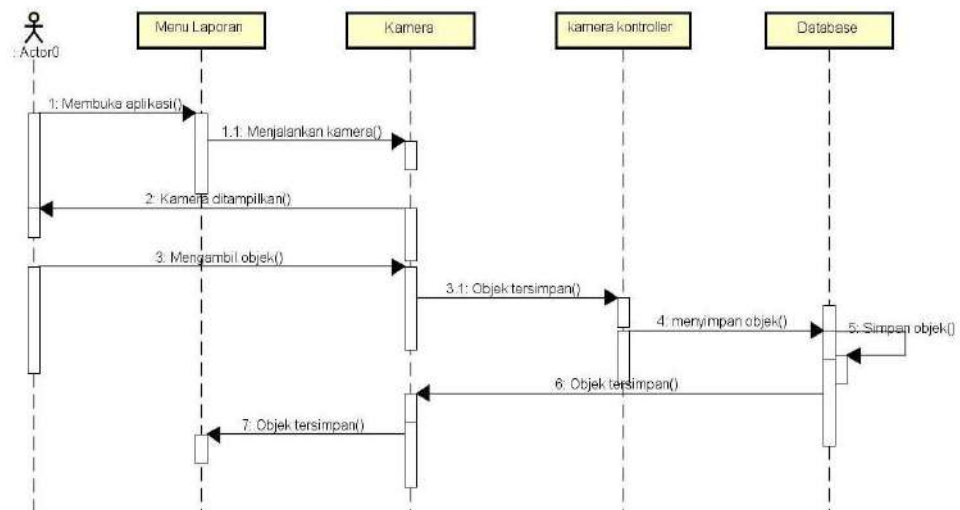 : Actor0
Menu Laporan
Kamera
kamera kontroller
Database
1: Membuka aplikasi()
1.1: Menjalankan kamera()
2: Kamera ditampilkan()
3: Mengambil objek()
3.1: Objek tersimpan()
4: menyimpan objek()
5: Simpan objek()
6: Objek tersimpan()
7: Objek tersimpan()